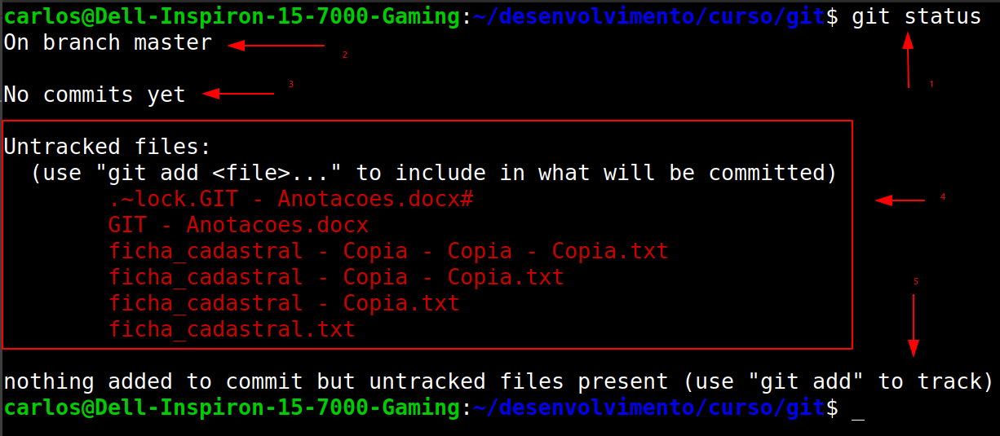 carlos@Dell-Inspiron-15-7000-Gaming:~/desenvolvimento/curso/git$ git status
On branch master
2
1
3
No commits yet
Untracked files:
(use "git add <file>..." to include in what will be committed)
.~lock.GIT - Anotacoes.docx#
4
GIT - Anotacoes.docx
ficha_cadastral - Copia - Copia - Copia.txt
ficha_cadastral - Copia - Copia.txt
5
ficha_cadastral - Copia.txt
ficha_cadastral.txt
nothing added to commit but untracked files present (use "git add" to track)
carlos@Dell-Inspiron-15-7000-Gaming:~/desenvolvimento/curso/git$ _